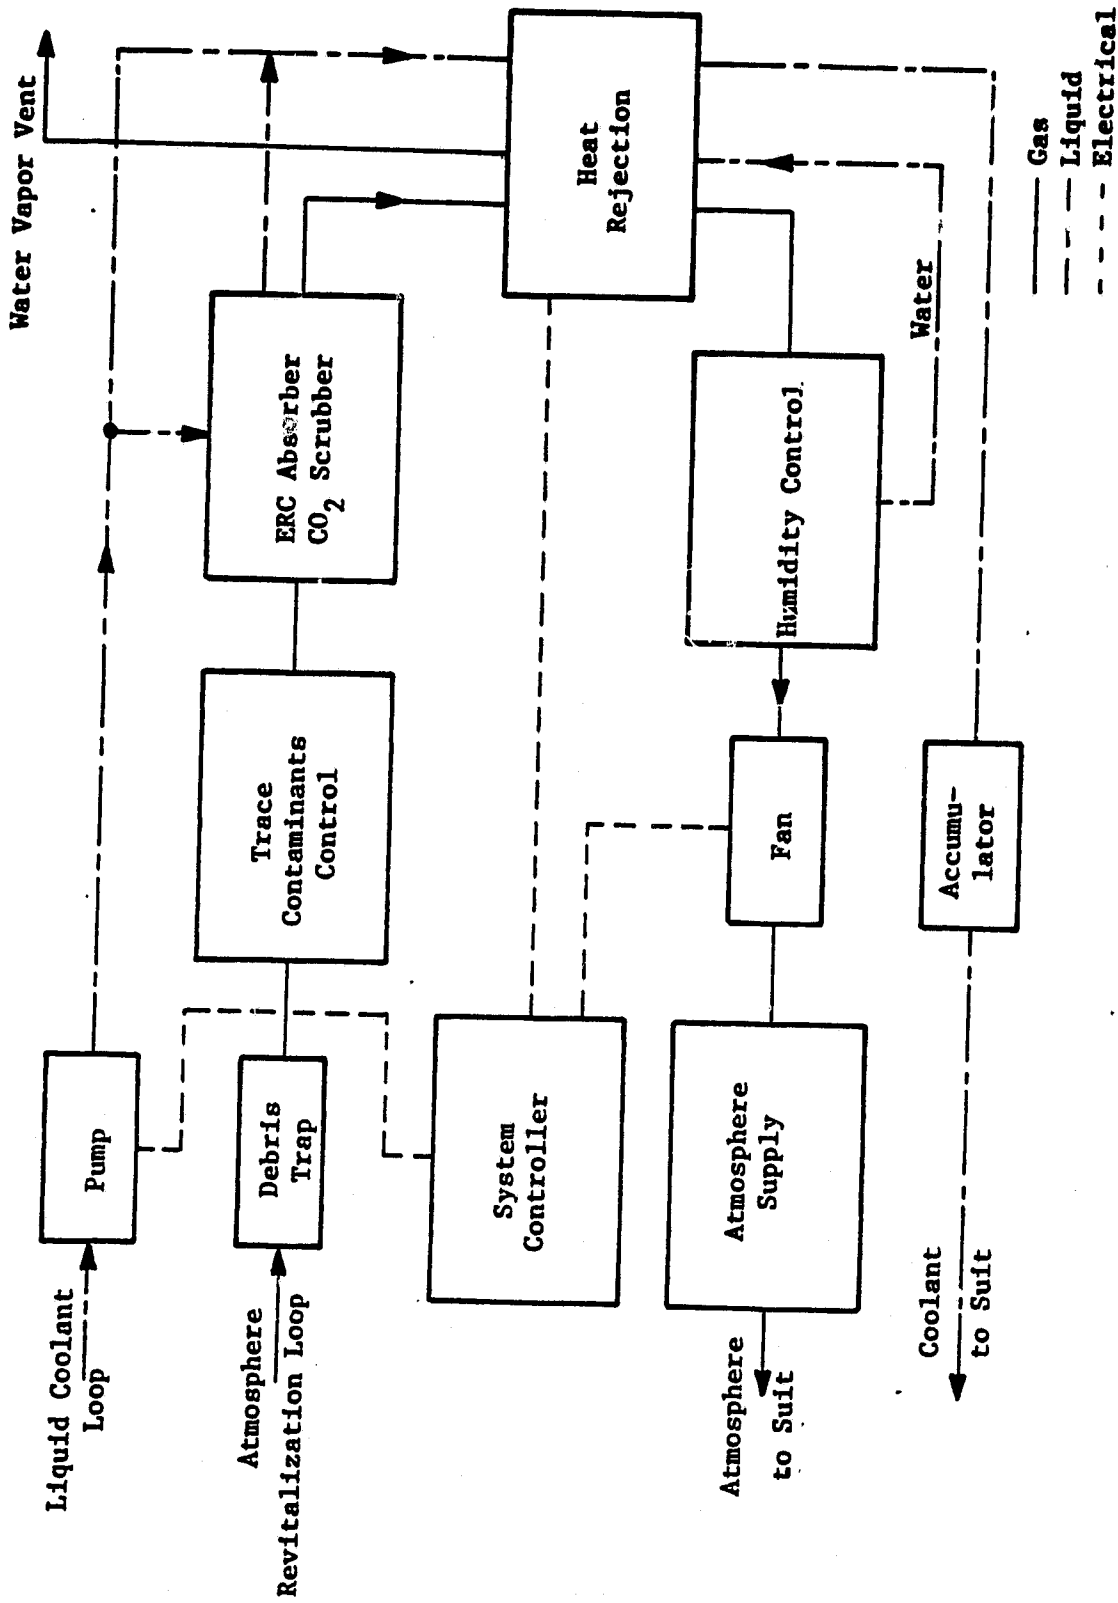 Water Vapor Vent
Liquid Coolant
Loop
Pump
Atmosphere
Revitalization Loop
Debris
Trap
Trace
Contaminants
Control
ERC Absorber
CO2 Scrubber
System
Controller
Heat
Rejection
Atmosphere
to Suit
Atmosphere
Supply
Fan
Humidity Control
Water
Coolant
to Suit
Accumu-
lator
Gas
Liquid
Electrical